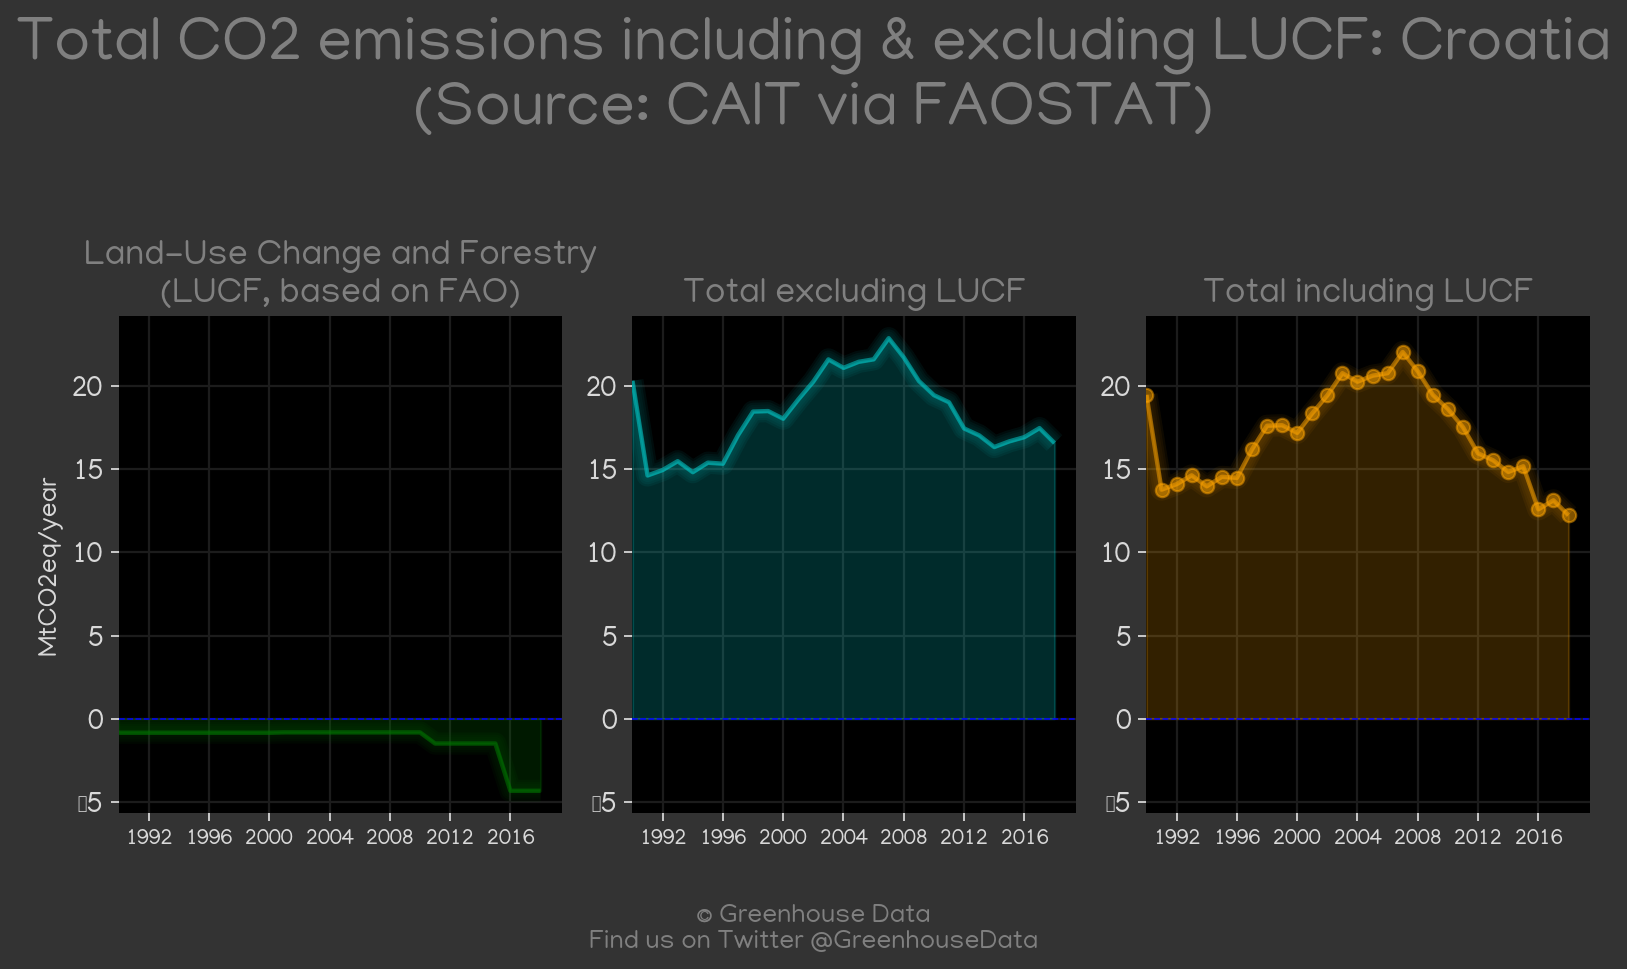 Total CO2 emissions including & excluding LUCF: Croatia
(Source: CAIT via FAOSTAT)
Land-Use Change and Forestry
(LUCF, based on FAO)
Total excluding LUCF
Total including LUCF
MtCO2eq/year
20
15
10
5
0
▯5
20
15
10
5
0
▯5
20
15
10
5
0
▯5
1992 1996 2000 2004 2008 2012 2016
1992 1996 2000 2004 2008 2012 2016
1992 1996 2000 2004 2008 2012 2016
© Greenhouse Data
Find us on Twitter @GreenhouseData